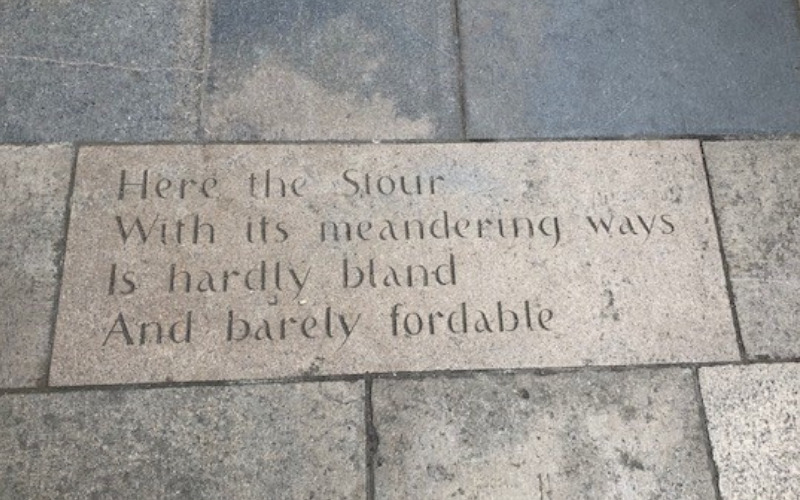 Here the Stour
With its meandering ways
Is hardly bland
And barely fordable